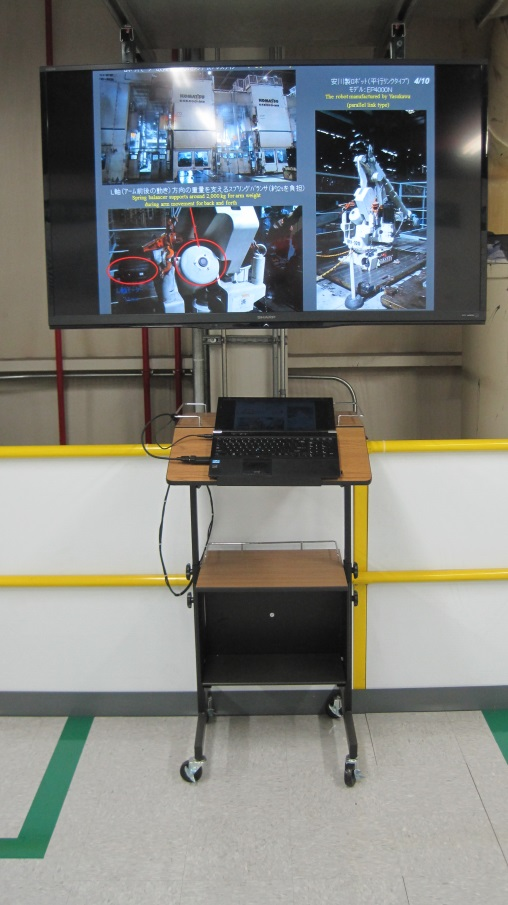 KOMATSU
KOMATSU
L軸(アーム前後の動き)方向の重量を支えるスプリングバランサ(約2tを負担)
Spring balancer supports around 2,000 kg for arm weight
during arm movement for back and forth
安川製ロボット(平行リンクタイプ) 4/10
モデル:EP4000N
The robot manufactured by Yasukawa
(parallel link type)
SHARP